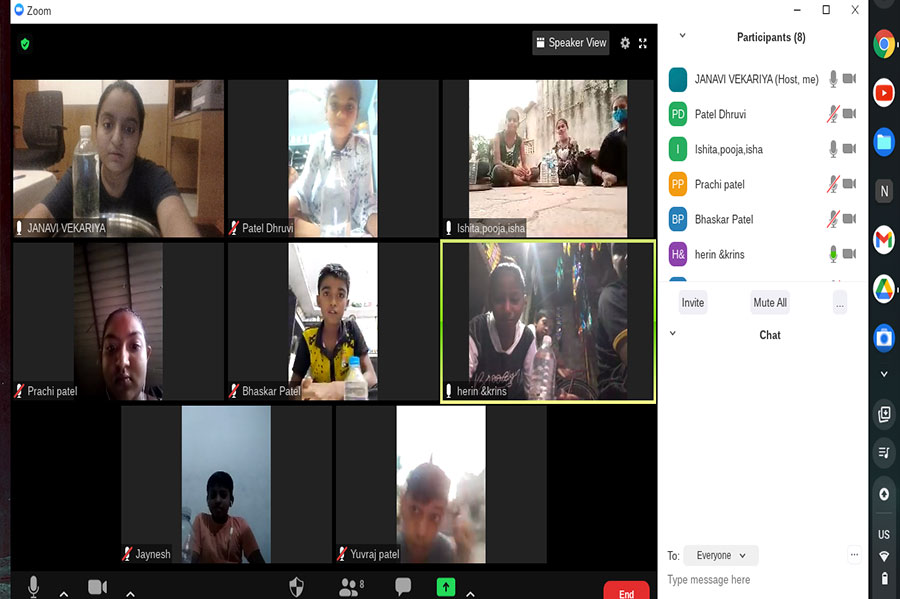 Zoom
Speaker View
JANAVI VEKARIYA
Patel Dhruvi
Ishita,pooja,isha
Prachi patel
Bhaskar Patel
herin &krins
Jaynesh
Yuvraj patel
8
End
Participants (8)
JANAVI VEKARIYA (Host, me)
PD Patel Dhruvi
I Ishita,pooja,isha
PP Prachi patel
BP Bhaskar Patel
H& herin &krins
Invite Mute All ...
Chat
To: Everyone ...
Type message here
N
US